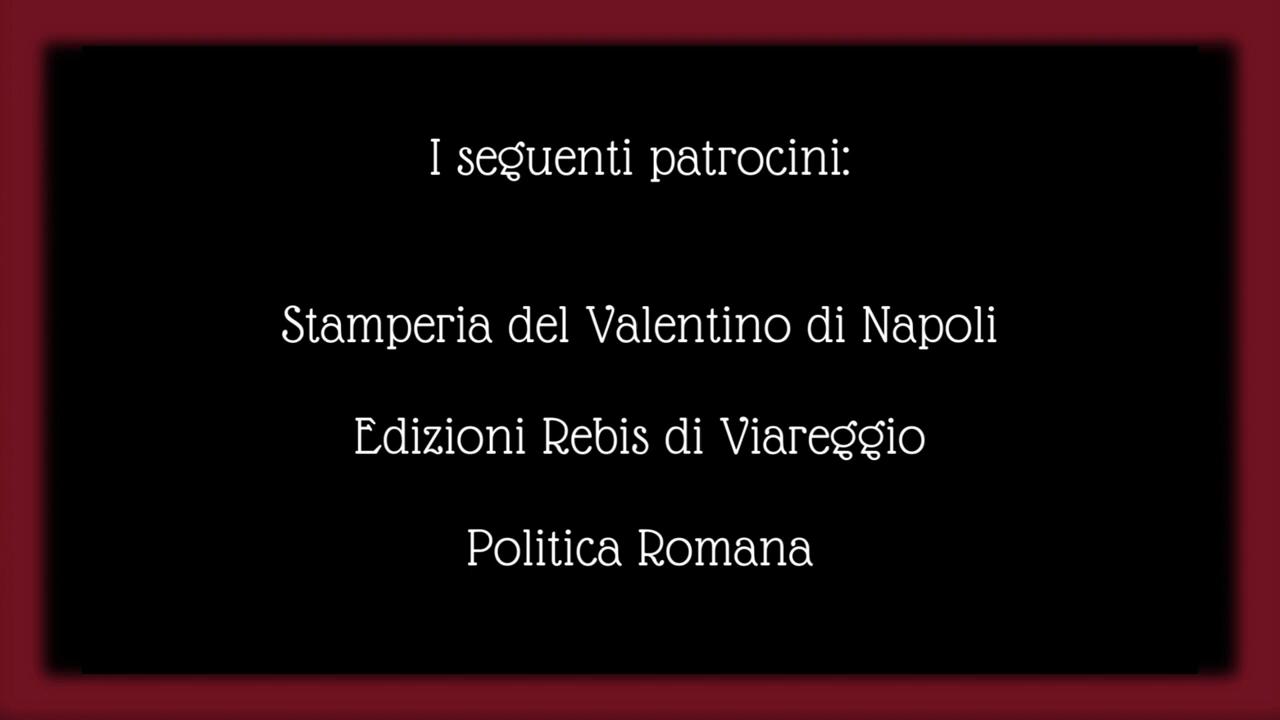 I seguenti patrocini:
Stamperia del Valentino di Napoli
Edizioni Rebis di Viareggio
Politica Romana